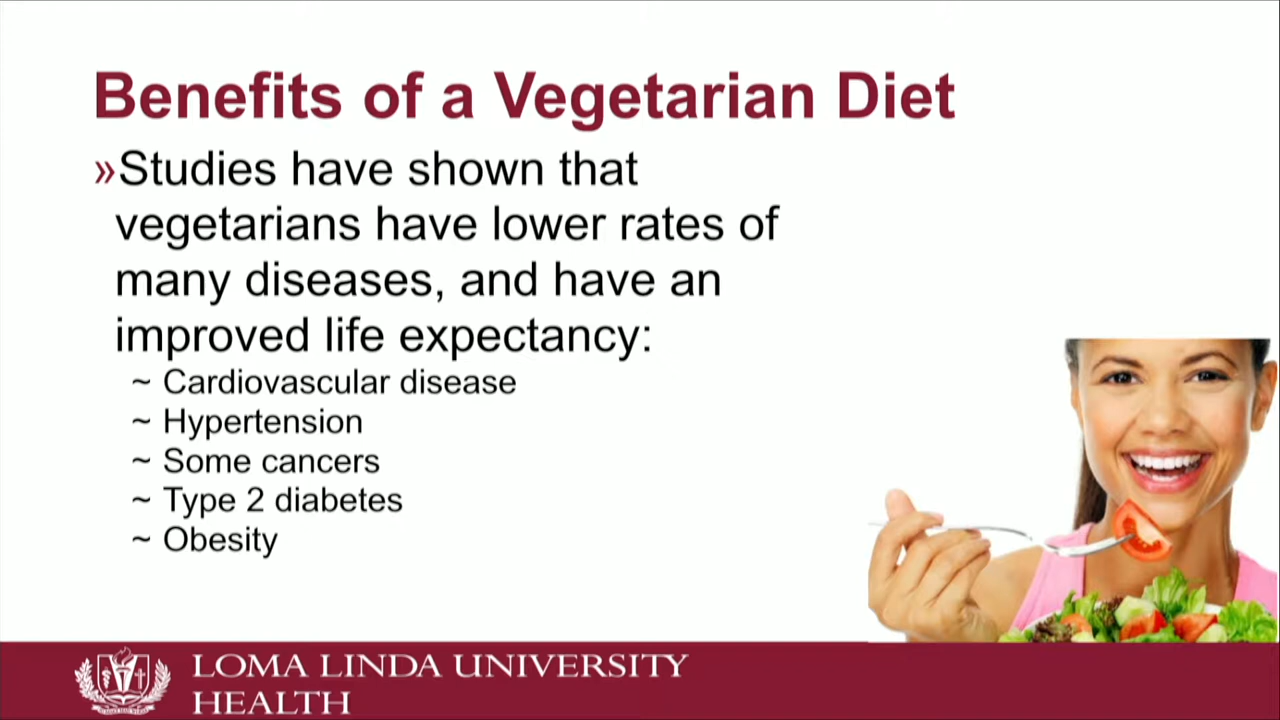 Benefits of a Vegetarian Diet
»Studies have shown that
vegetarians have lower rates of
many diseases, and have an
improved life expectancy:
~ Cardiovascular disease
~ Hypertension
~ Some cancers
~ Type 2 diabetes
~ Obesity
LOMA LINDA UNIVERSITY
HEALTH